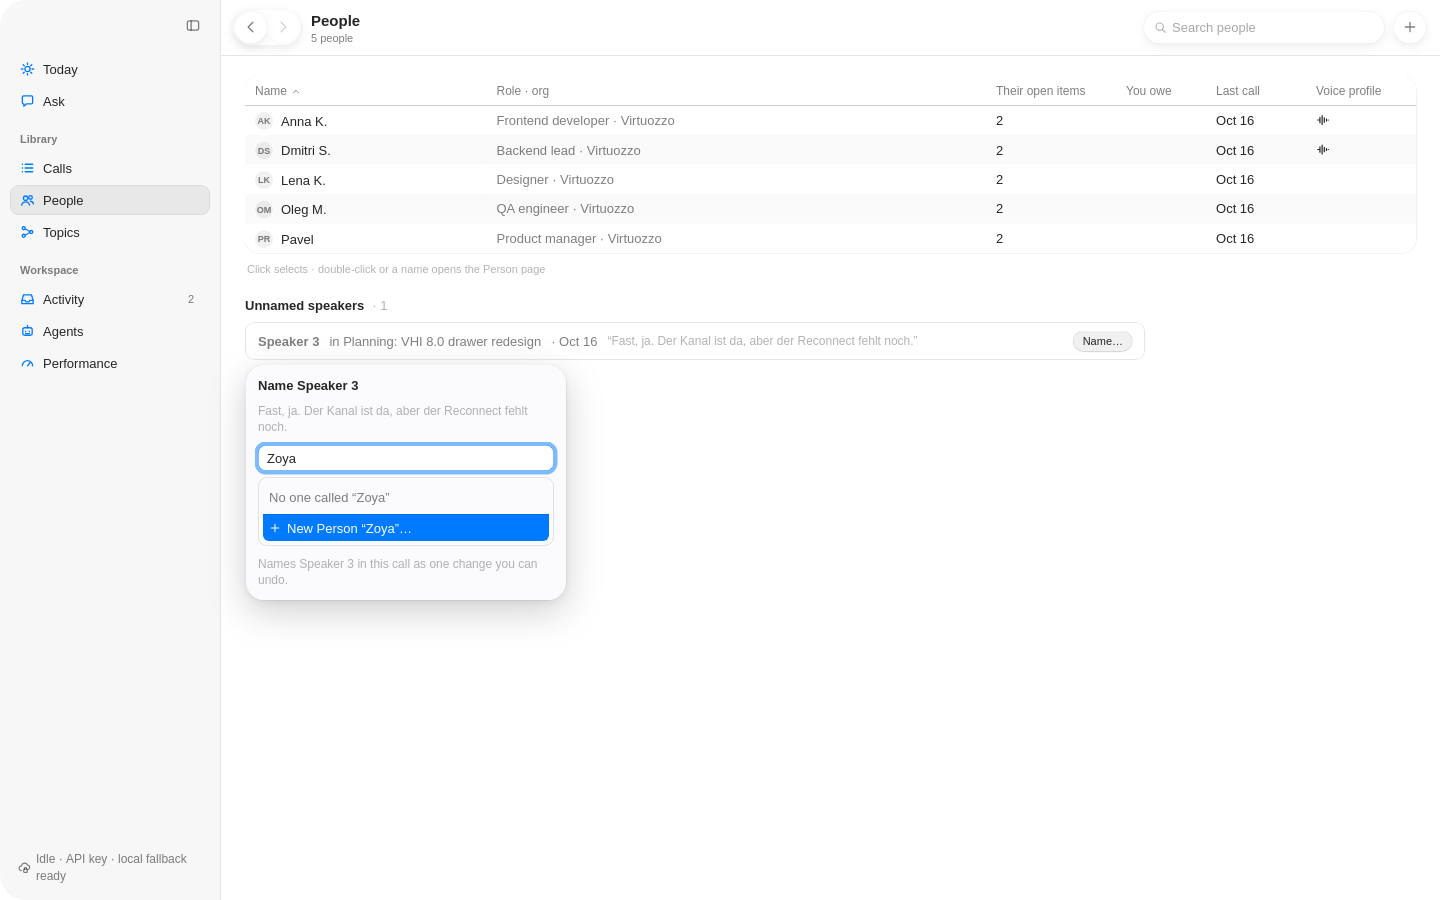 People
5 people
Search people
Today
Ask
Library
Calls
People
Topics
Workspace
Activity 2
Agents
Performance
Idle · API key · local fallback
ready
Name Role · org Their open items You owe Last call Voice profile
AK Anna K. Frontend developer · Virtuozzo 2 Oct 16
DS Dmitri S. Backend lead · Virtuozzo 2 Oct 16
LK Lena K. Designer · Virtuozzo 2 Oct 16
OM Oleg M. QA engineer · Virtuozzo 2 Oct 16
PR Pavel Product manager · Virtuozzo 2 Oct 16
Click selects · double-click or a name opens the Person page
Unnamed speakers · 1
Speaker 3 in Planning: VHI 8.0 drawer redesign · Oct 16 “Fast, ja. Der Kanal ist da, aber der Reconnect fehlt noch.” Name…
Name Speaker 3
Fast, ja. Der Kanal ist da, aber der Reconnect fehlt
noch.
Zoya
No one called “Zoya”
New Person “Zoya”…
Names Speaker 3 in this call as one change you can
undo.